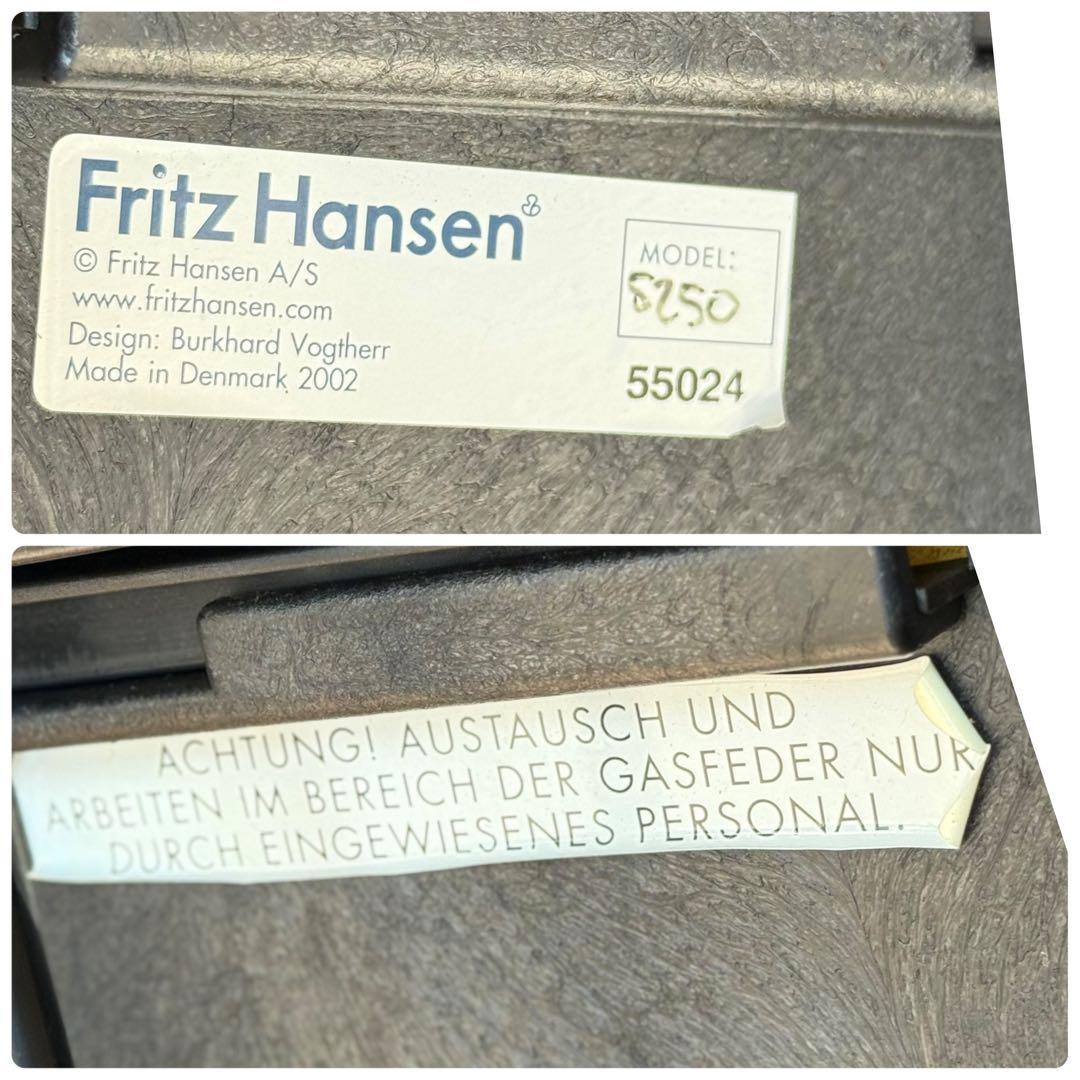 Fritz Hansen
© Fritz Hansen A/S
www.fritzhansen.com
Design: Burkhard Vogtherr
Made in Denmark 2002
MODEL:
8250
55024
ACHTUNG! AUSTAUSCH UND
ARBEITEN IM BEREICH DER GASFEDER NUR
DURCH EINGEWIESENES PERSONAL.